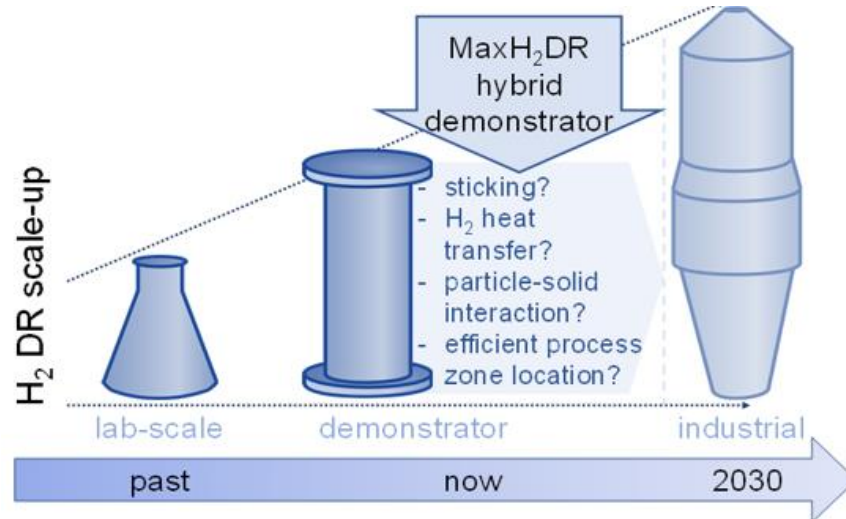 MaxH₂DR
hybrid
demonstrator
H₂ DR scale-up
- sticking?
- H₂ heat
transfer?
- particle-solid
interaction?
- efficient process
zone location?
lab-scale
demonstrator
industrial
past
now
2030